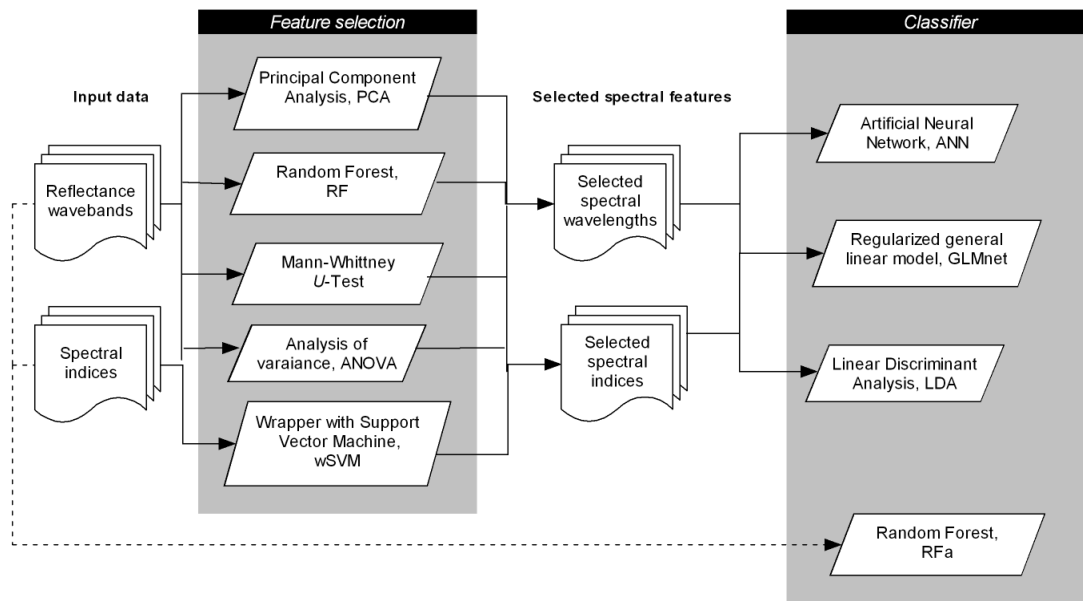 Feature selection
Classifier
Input data
Selected spectral features
Principal Component
Analysis, PCA
Random Forest,
RF
Mann-Whitney
U-Test
Analysis of
varaiance, ANOVA
Wrapper with Support
Vector Machine,
wSVM
Reflectance
wavebands
Spectral
indices
Selected
spectral
wavelengths
Selected
spectral
indices
Artificial Neural
Network, ANN
Regularized general
linear model, GLMnet
Linear Discriminant
Analysis, LDA
Random Forest,
RFa